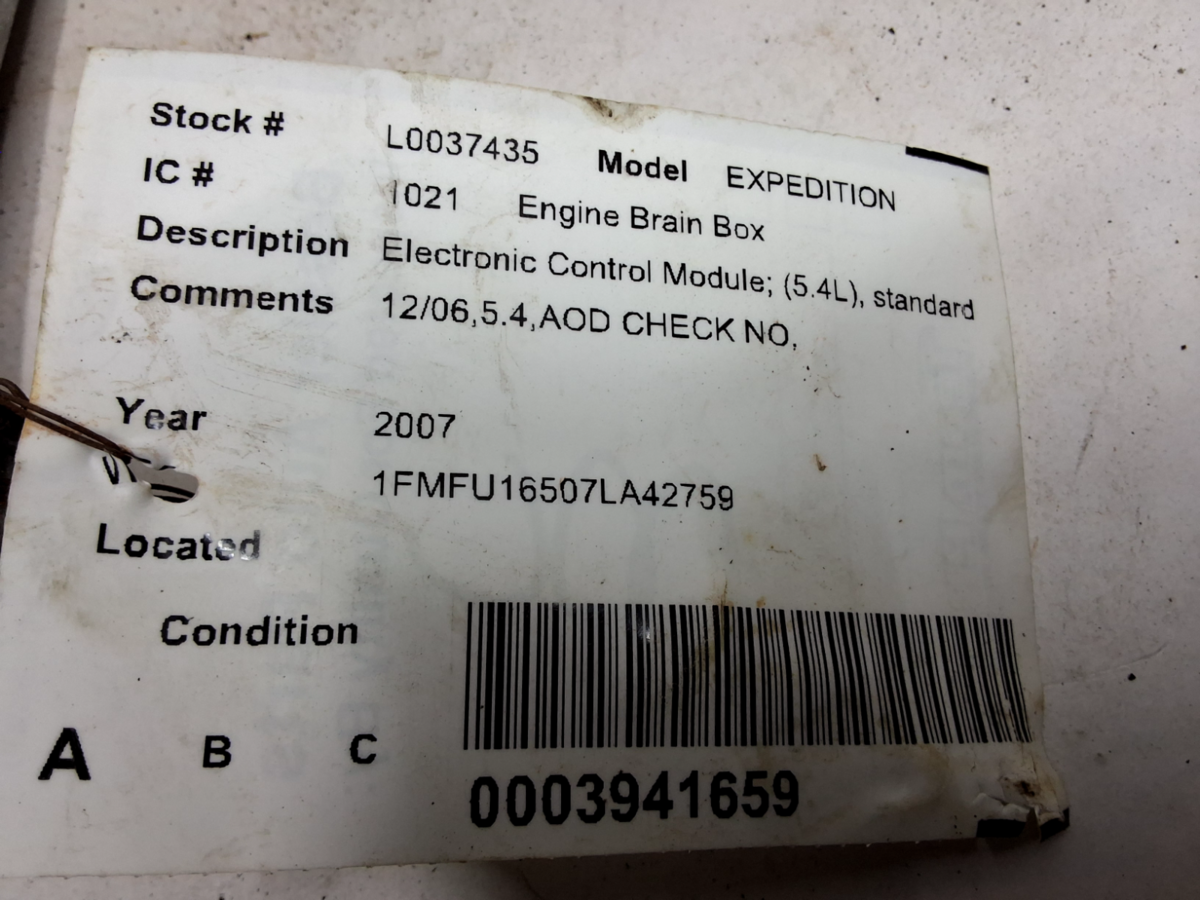 Stock # L0037435 Model EXPEDITION
IC # 1021 Engine Brain Box
Description Electronic Control Module; (5.4L), standard
Comments 12/06,5.4,AOD CHECK NO,
Year 2007
1FMFU16507LA42759
Located
Condition
A B C
0003941659